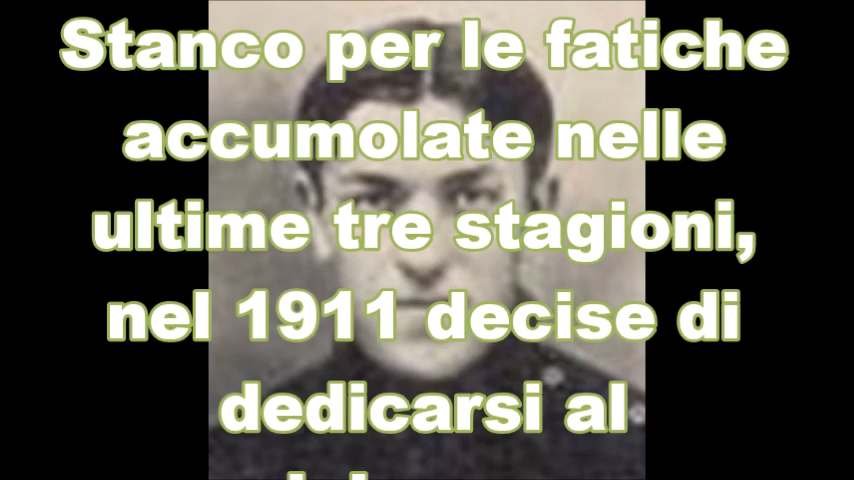 Stanco per le fatiche
accumolate nelle
ultime tre stagioni,
nel 1911 decise di
dedicarsi al